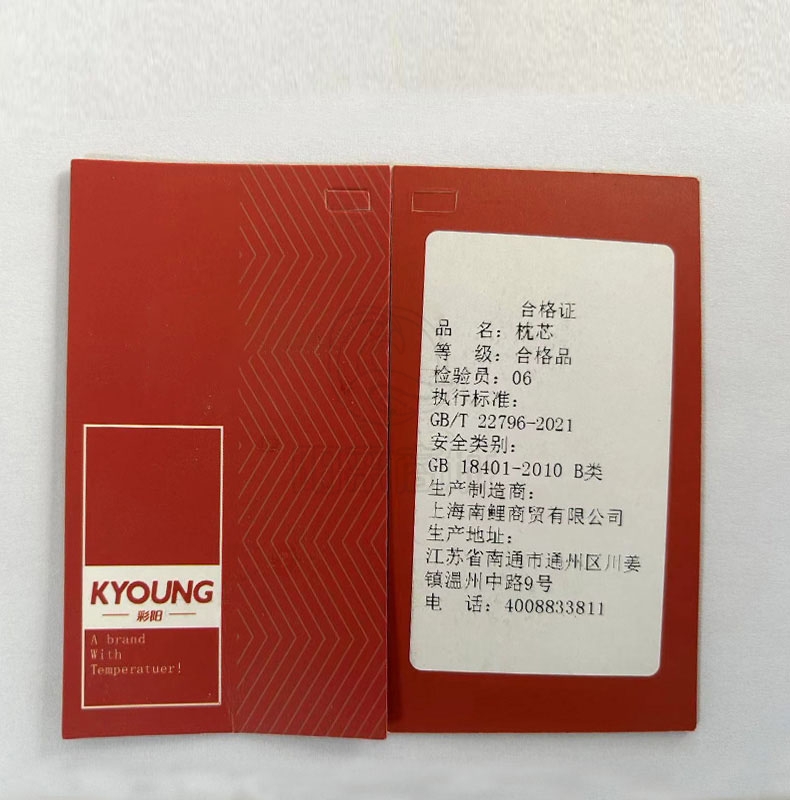 KYOUNG
彩阳
A brand
With
Temperatuer!
合格证
品 名：枕芯
等 级：合格品
检验员：06
执行标准：
GB/T 22796-2021
安全类别：
GB 18401-2010 B类
生产制造商：
上海南鲤商贸有限公司
生产地址：
江苏省南通市通州区川姜
镇温州中路9号
电 话：4008833811